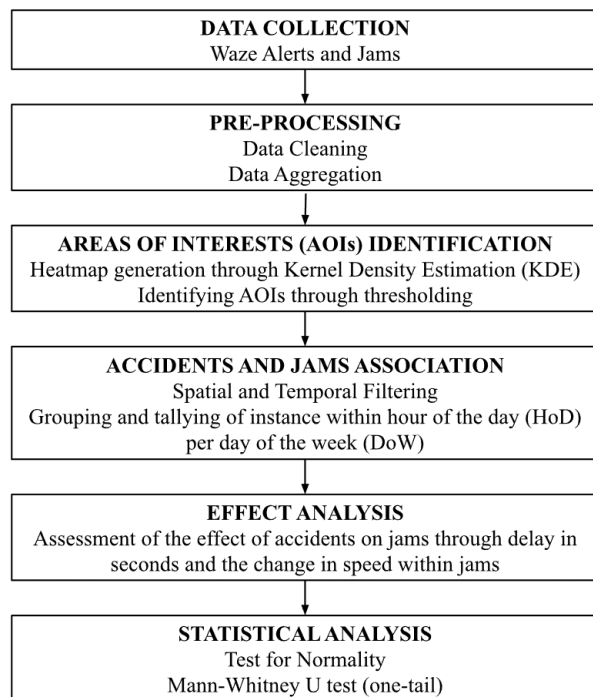 DATA COLLECTION
Waze Alerts and Jams
PRE-PROCESSING
Data Cleaning
Data Aggregation
AREAS OF INTERESTS (AOIs) IDENTIFICATION
Heatmap generation through Kernel Density Estimation (KDE)
Identifying AOIs through thresholding
ACCIDENTS AND JAMS ASSOCIATION
Spatial and Temporal Filtering
Grouping and tallying of instance within hour of the day (HoD)
per day of the week (DoW)
EFFECT ANALYSIS
Assessment of the effect of accidents on jams through delay in
seconds and the change in speed within jams
STATISTICAL ANALYSIS
Test for Normality
Mann-Whitney U test (one-tail)